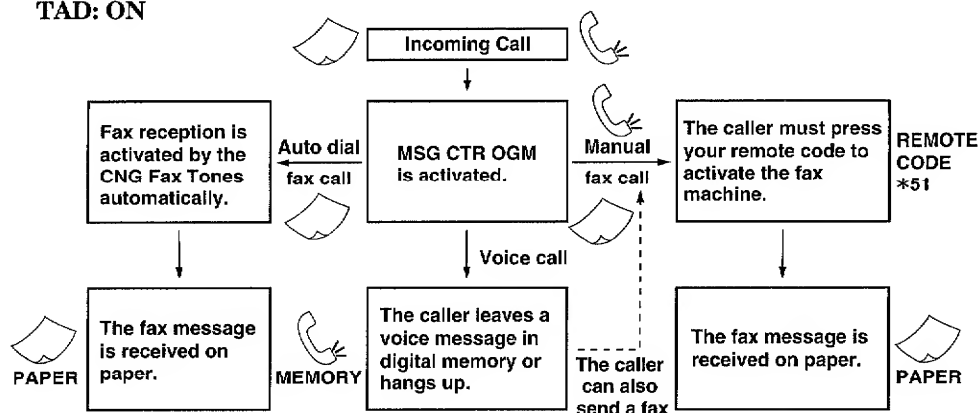 TAD: ON
Incoming Call
Fax reception is
activated by the
CNG Fax Tones
automatically.
Auto dial
fax call
MSG CTR OGM
is activated.
Manual
fax call
The caller must press
your remote code to
activate the fax
machine.
REMOTE
CODE
*51
Voice call
The fax message
is received on
paper.
PAPER
MEMORY
The caller leaves a
voice message in
digital memory or
hangs up.
The caller
can also
send a fax
The fax message is
received on paper.
PAPER